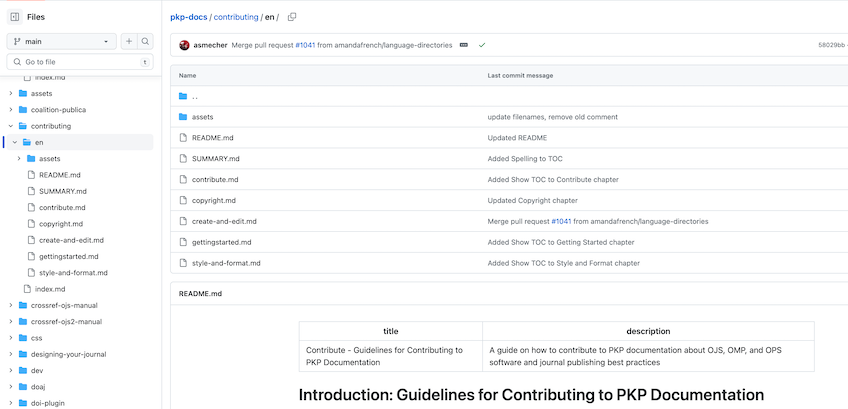 Files
main
Go to file
t
index.md
assets
coalition-publica
contributing
en
assets
README.md
SUMMARY.md
contribute.md
copyright.md
create-and-edit.md
gettingstarted.md
style-and-format.md
index.md
crossref-ojs-manual
crossref-ojs2-manual
css
designing-your-journal
dev
doaj
doi-plugin
pkp-docs / contributing / en /
asmecher Merge pull request #1041 from amandafrench/language-directories
58029bb
Name Last commit message
..
assets update filenames, remove old comment
README.md Updated README
SUMMARY.md Added Spelling to TOC
contribute.md Added Show TOC to Contribute chapter
copyright.md Updated Copyright chapter
create-and-edit.md Merge pull request #1041 from amandafrench/language-directories
gettingstarted.md Added Show TOC to Getting Started chapter
style-and-format.md Added Show TOC to Style and Format chapter
README.md
title description
Contribute - Guidelines for Contributing to A guide on how to contribute to PKP documentation about OJS, OMP, and OPS
PKP Documentation software and journal publishing best practices
Introduction: Guidelines for Contributing to PKP Documentation